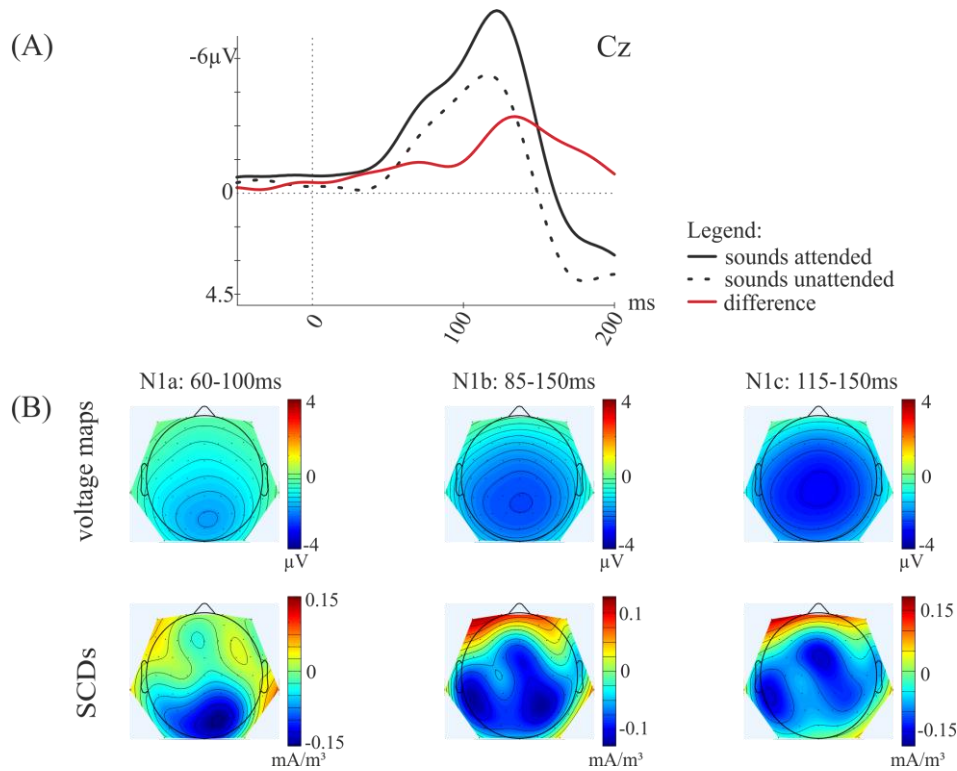 (A)
-6µV
Cz
0
4.5
0
100
200
ms
Legend:
sounds attended
sounds unattended
difference
(B)
N1a: 60-100ms
N1b: 85-150ms
N1c: 115-150ms
voltage maps
4
0
-4
µV
4
0
-4
µV
4
0
-4
µV
SCDs
0.15
0
-0.15
mA/m³
0.1
0
-0.1
mA/m³
0.15
0
-0.15
mA/m³